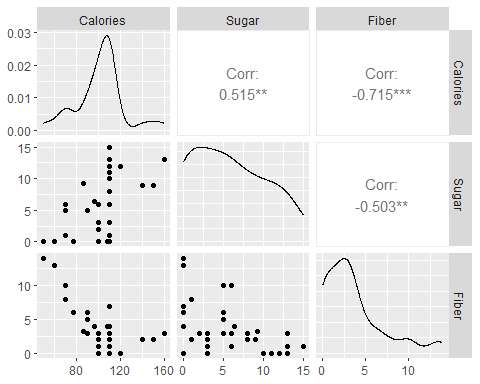 Calories Sugar Fiber
0.03
0.02
0.01
0.00
Corr:
0.515**
Corr:
-0.715***
Calories
15
10
5
0
Corr:
-0.503**
Sugar
10
5
0
Fiber
80 120 160 0 5 10 15 0 5 10